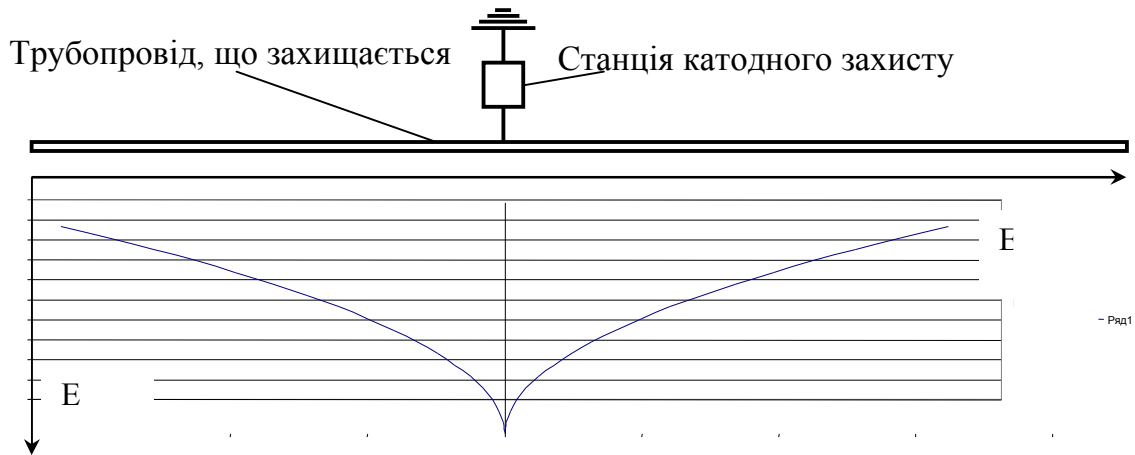 Трубопровід, що захищається
Станція катодного захисту
Е
Ряд1
Е